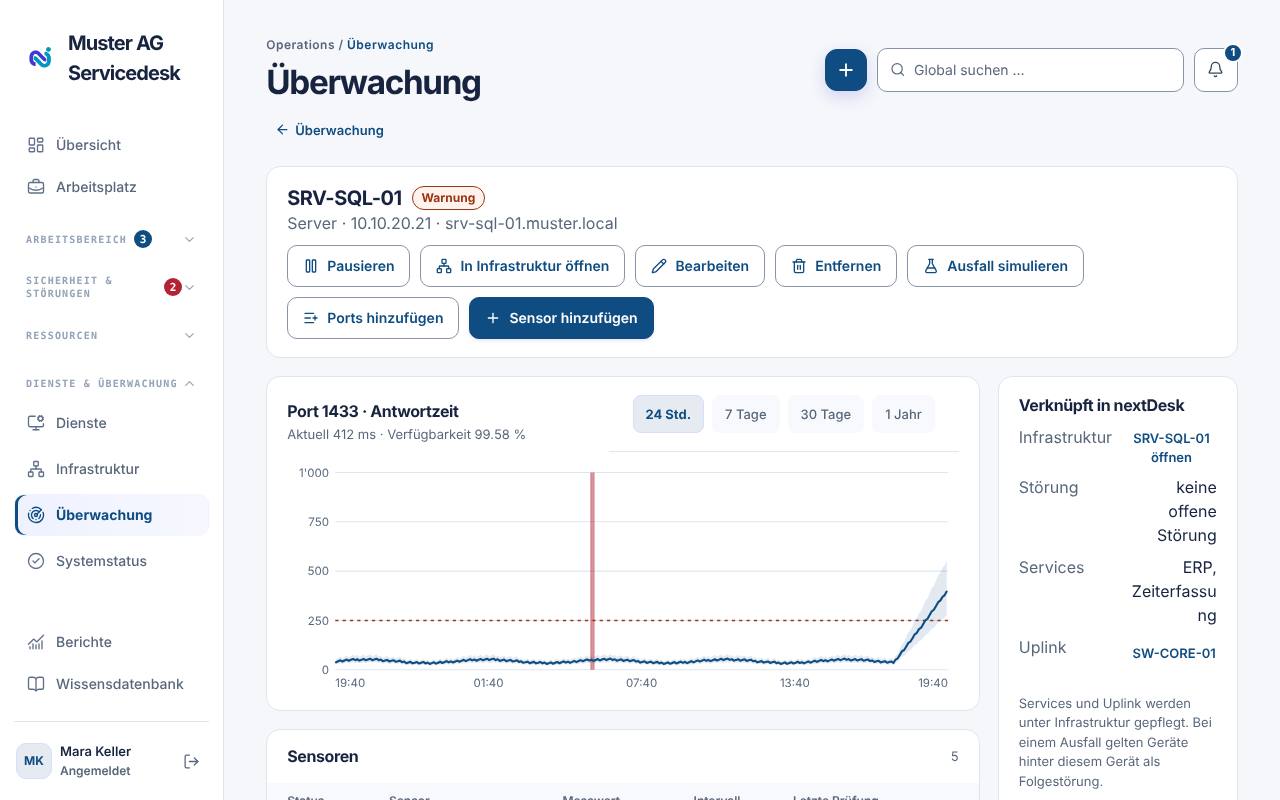 Muster AG
Servicedesk
Übersicht
Arbeitsplatz
ARBEITSBEREICH 3
SICHERHEIT &
STÖRUNGEN 2
RESSOURCEN
DIENSTE & ÜBERWACHUNG
Dienste
Infrastruktur
Überwachung
Systemstatus
Berichte
Wissensdatenbank
MK
Mara Keller
Angemeldet
Operations / Überwachung
Überwachung
Global suchen ...
1
Überwachung
SRV-SQL-01 Warnung
Server · 10.10.20.21 · srv-sql-01.muster.local
Pausieren In Infrastruktur öffnen Bearbeiten Entfernen Ausfall simulieren
Ports hinzufügen Sensor hinzufügen
Port 1433 · Antwortzeit
Aktuell 412 ms · Verfügbarkeit 99.58 %
24 Std. 7 Tage 30 Tage 1 Jahr
1'000
750
500
250
0
19:40 01:40 07:40 13:40 19:40
Sensoren 5
Status Sensor Messwert Intervall Letzte Prüfung
Verknüpft in nextDesk
Infrastruktur SRV-SQL-01
öffnen
Störung keine
offene
Störung
Services ERP,
Zeiterfassu
ng
Uplink SW-CORE-01
Services und Uplink werden
unter Infrastruktur gepflegt. Bei
einem Ausfall gelten Geräte
hinter diesem Gerät als
Folgestörung.